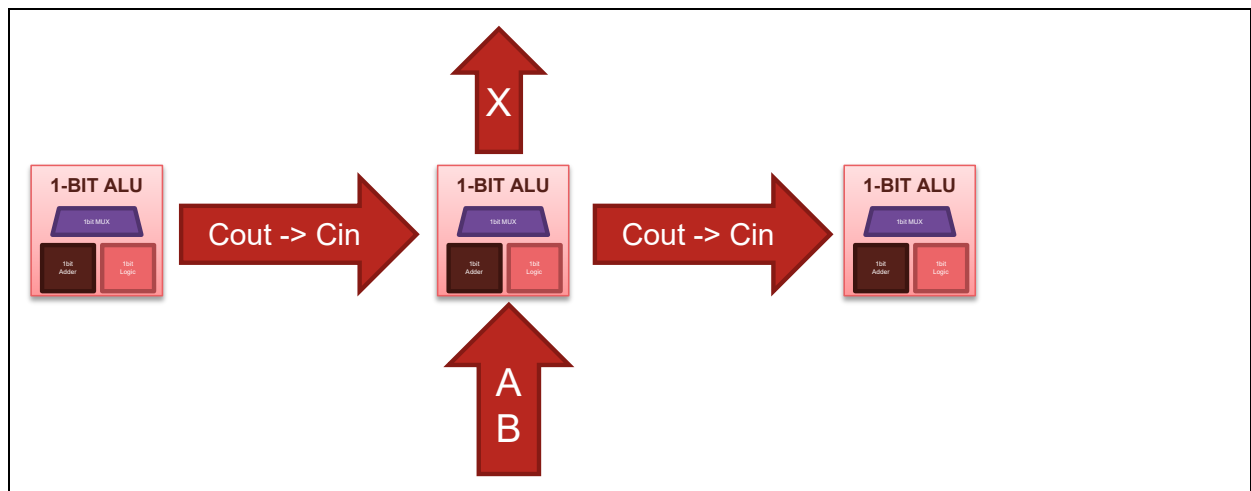 X
1-BIT ALU
1bit MUX
1bit
Adder
1bit
Logic
Cout -> Cin
1-BIT ALU
1bit MUX
1bit
Adder
1bit
Logic
Cout -> Cin
1-BIT ALU
1bit MUX
1bit
Adder
1bit
Logic
A
B